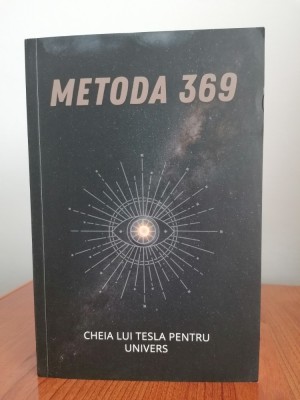 METODA 369
CHEIA LUI TESLA PENTRU
UNIVERS